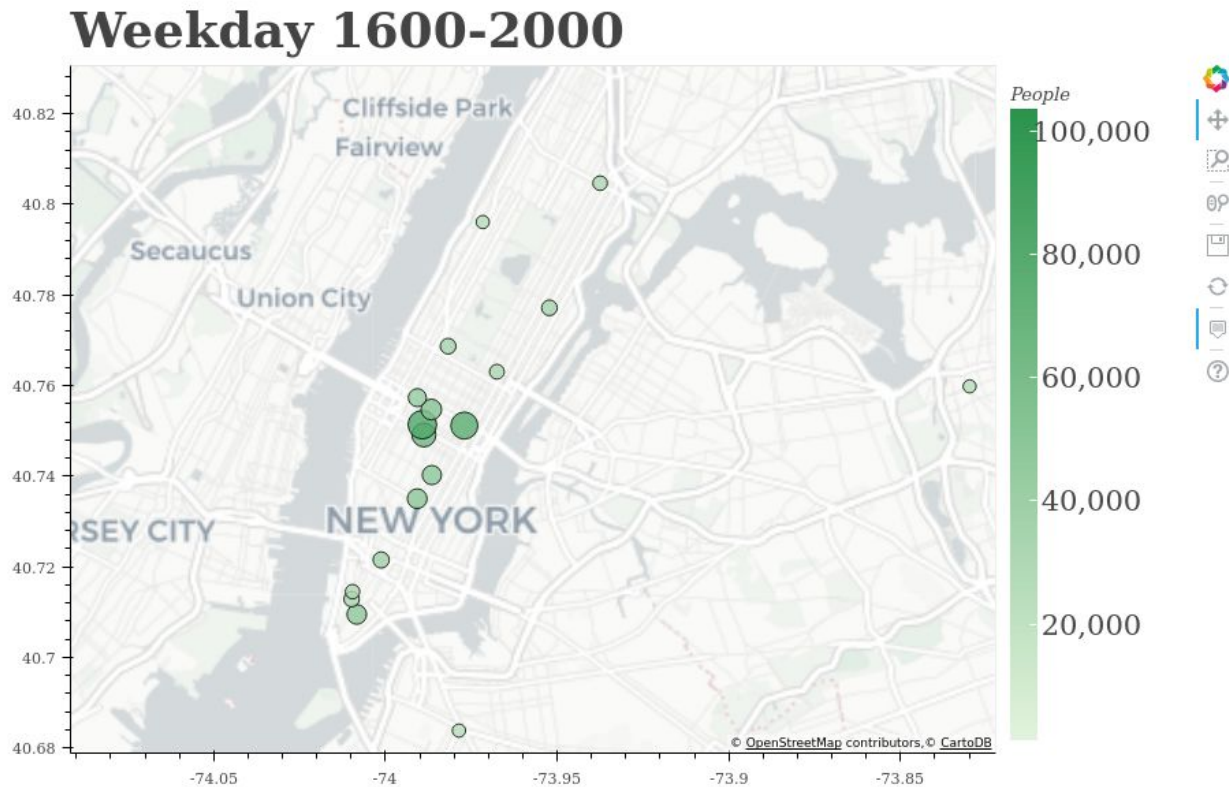 Weekday 1600-2000
People
Cliffside Park
Fairview
Secaucus
Union City
NEW YORK
RSEY CITY
100,000
80,000
60,000
40,000
20,000
40.82
40.8
40.78
40.76
40.74
40.72
40.7
40.68
© OpenStreetMap contributors,© CartoDB
-74.05
-74
-73.95
-73.9
-73.85